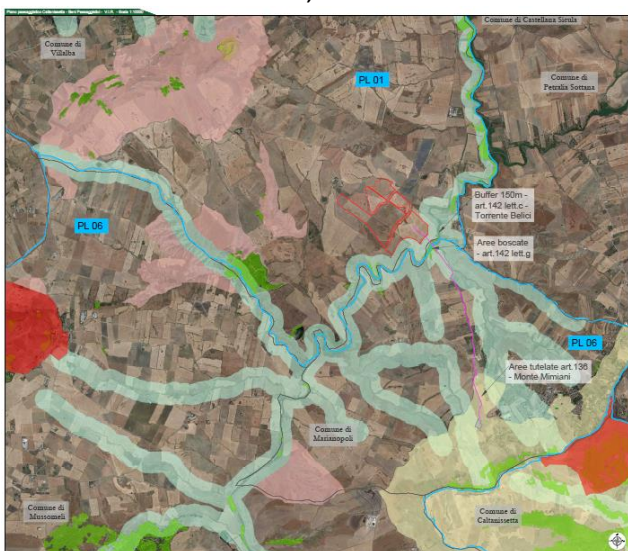 Comune di Castellana Sicula
Comune di
Villalba
PL 01
Comune di
Petralia Sottana
Buffer 150m -
art.142 lett.c -
Torrente Belici
PL 06
Aree boscate
- art.142 lett.g
PL 06
Aree tutelate art.136
- Monte Mimiani
Comune di
Marianopoli
Comune di
Mussomeli
Comune di
Caltanissetta